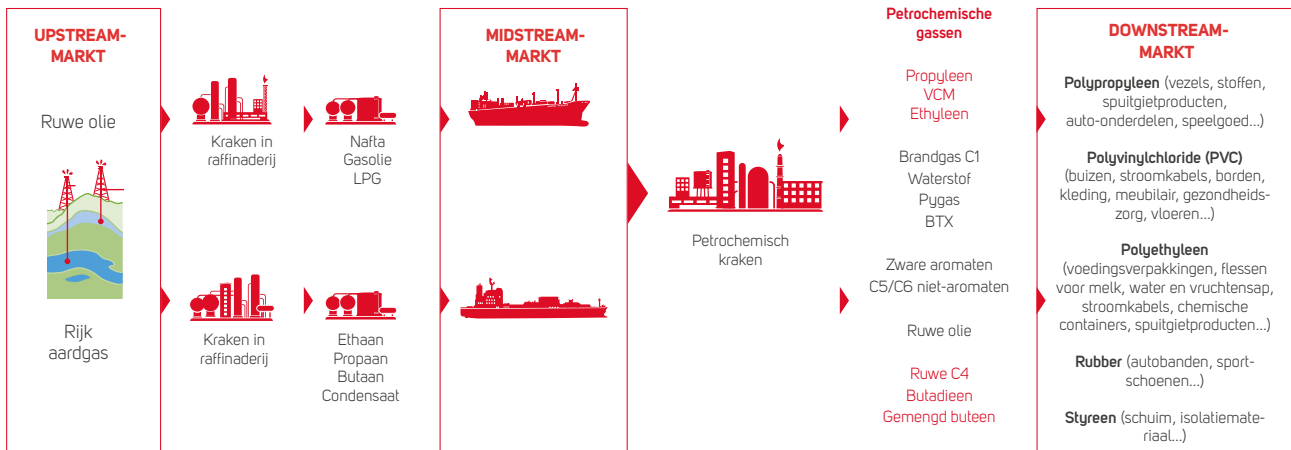 UPSTREAM-
MARKT
Ruwe olie
Rijk
aardgas
Kraken in
raffinaderij
Nafta
Gasolie
LPG
Kraken in
raffinaderij
Ethaan
Propaan
Butaan
Condensaat
MIDSTREAM-
MARKT
Petrochemisch
kraken
Petrochemische
gassen
Propyleen
VCM
Ethyleen
Brandgas C1
Waterstof
Pygas
BTX
Zware aromaten
C5/C6 niet-aromaten
Ruwe olie
Ruwe C4
Butadieen
Gemengd buteen
DOWNSTREAM-
MARKT
Polypropyleen (vezels, stoffen,
spuitgietproducten,
auto-onderdelen, speelgoed...)
Polyvinylchloride (PVC)
(buizen, stroomkabels, borden,
kleding, meubilair, gezondheids-
zorg, vloeren...)
Polyethyleen
(voedingsverpakkingen, flessen
voor melk, water en vruchtensap,
stroomkabels, chemische
containers, spuitgietproducten...)
Rubber (autobanden, sport-
schoenen...)
Styreen (schuim, isolatiemate-
riaal...)